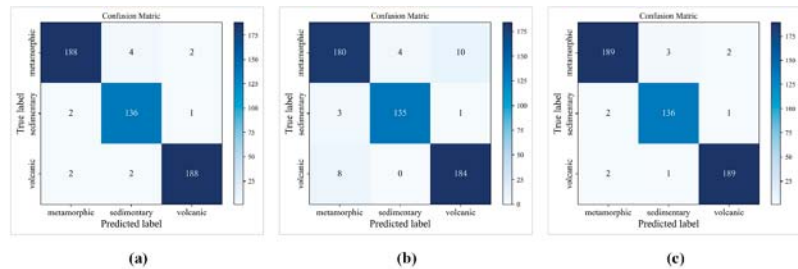 Confusion Matric
metamorphic
sedimentary
volcanic
True label
188 4 2
2 136 1
2 2 188
metamorphic sedimentary volcanic
Predicted label
175
150
125
100
75
50
25
(a)
Confusion Matric
metamorphic
sedimentary
volcanic
True label
180 4 10
3 135 1
8 0 184
metamorphic sedimentary volcanic
Predicted label
175
150
125
100
75
50
25
0
(b)
Confusion Matric
metamorphic
sedimentary
volcanic
True label
189 3 2
2 136 1
2 1 189
metamorphic sedimentary volcanic
Predicted label
175
150
125
100
75
50
25
(c)